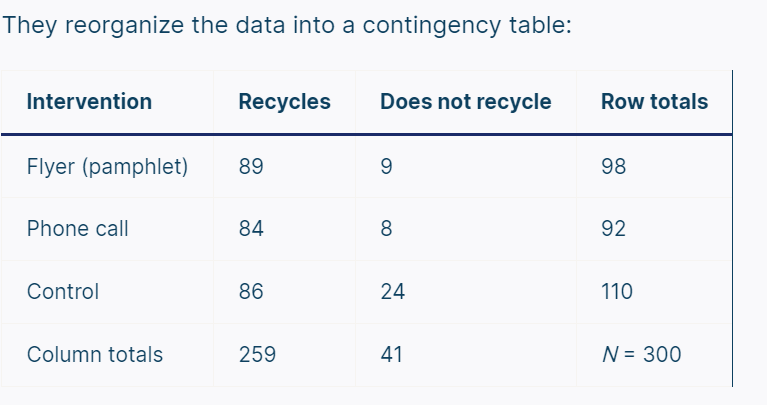 They reorganize the data into a contingency table:
Intervention Recycles Does not recycle Row totals
Flyer (pamphlet) 89 9 98
Phone call 84 8 92
Control 86 24 110
Column totals 259 41 N = 300